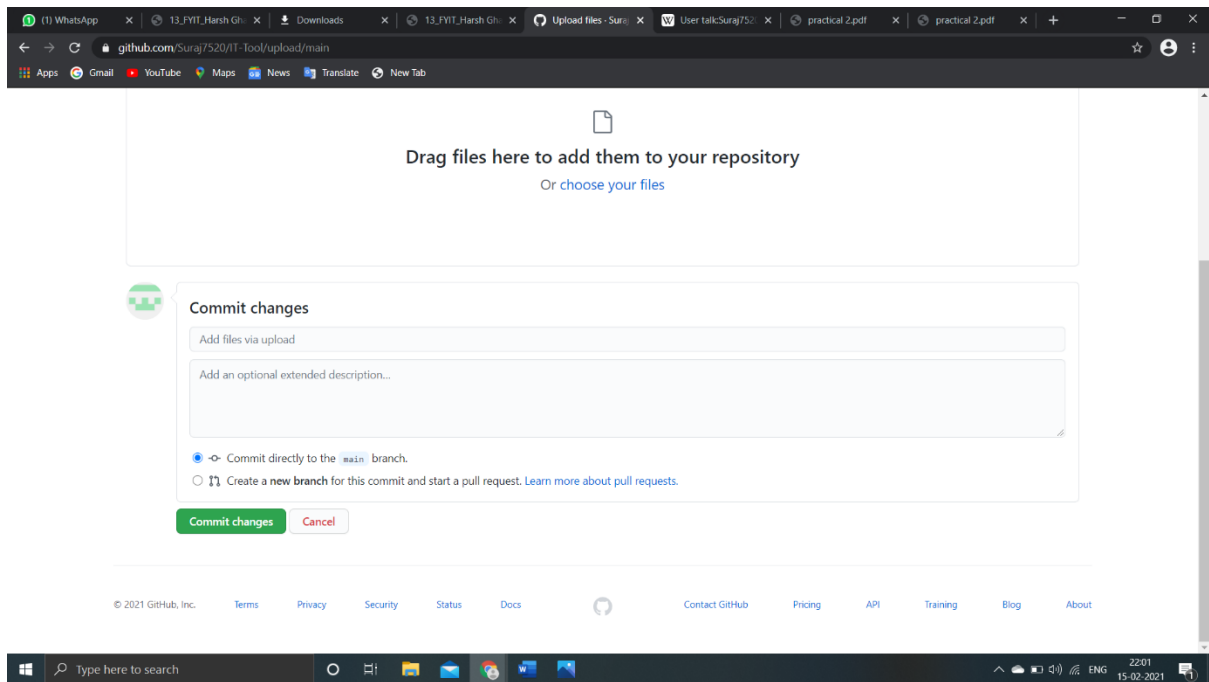 (1) WhatsApp
13_FYIT_Harsh Gha
Downloads
13_FYIT_Harsh Gha
Upload files · Suraj
User talk:Suraj752
practical 2.pdf
practical 2.pdf
github.com/Suraj7520/IT-Tool/upload/main
Apps Gmail YouTube Maps News Translate New Tab
Drag files here to add them to your repository
Or choose your files
Commit changes
Add files via upload
Add an optional extended description...
Commit directly to the main branch.
Create a new branch for this commit and start a pull request. Learn more about pull requests.
Commit changes Cancel
© 2021 GitHub, Inc. Terms Privacy Security Status Docs Contact GitHub Pricing API Training Blog About
Type here to search
ENG
22:01
15-02-2021
1